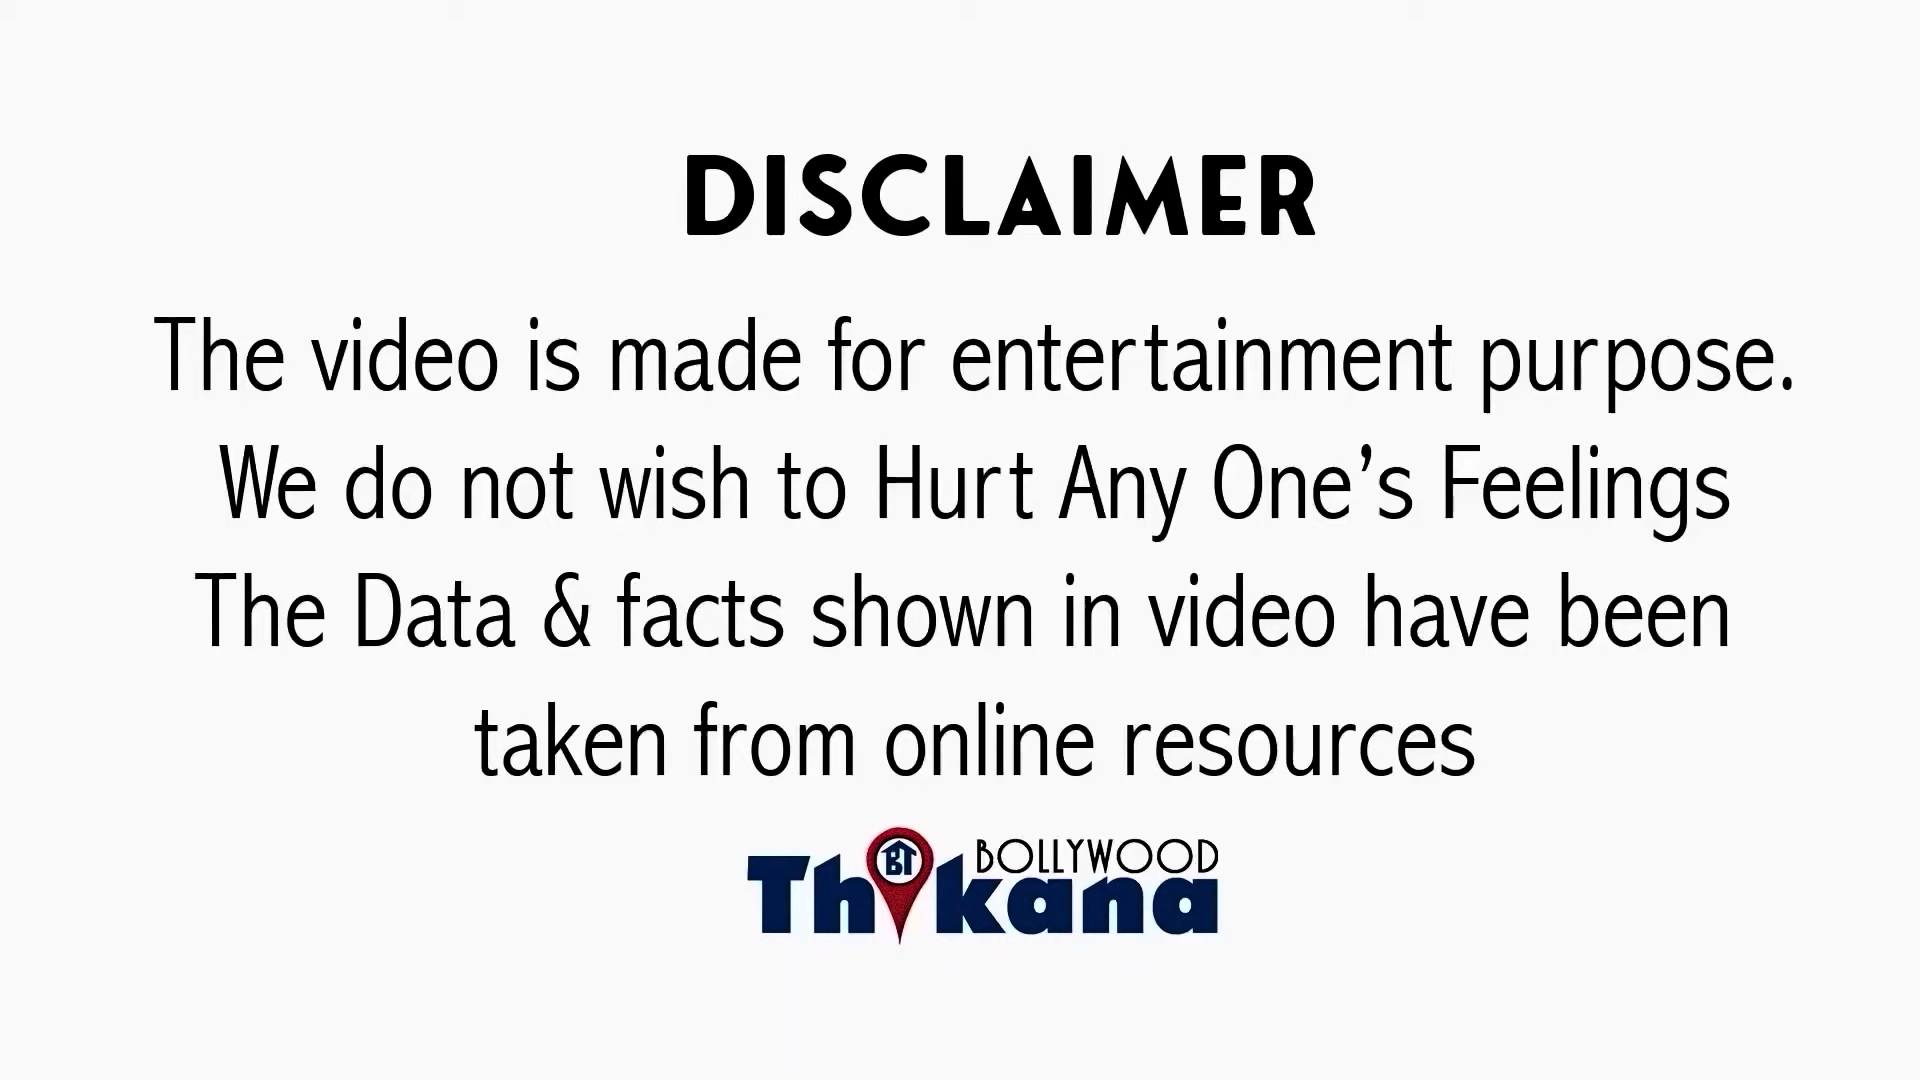 DISCLAIMER
The video is made for entertainment purpose.
We do not wish to Hurt Any One’s Feelings
The Data & facts shown in video have been
taken from online resources
BOLLYWOOD
BT
Thikana